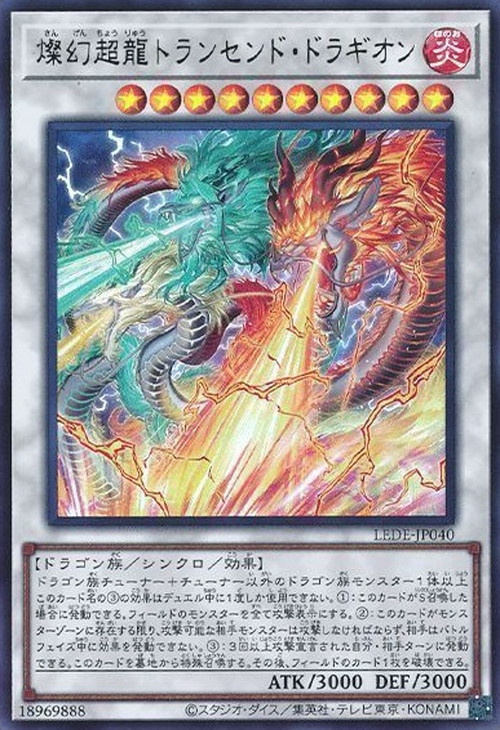 燦幻超龍トランセンド・ドラギオン
炎
LEDE-JP040
【ドラゴン族／シンクロ／効果】
ドラゴン族チューナー＋チューナー以外のドラゴン族モンスター1体以上
このカード名の③の効果はデュエル中に1度しか使用できない。①：このカードがS召喚した
場合に発動できる。フィールドのモンスターを全て攻撃表示にする。②：このカードがモンス
ターゾーンに存在する限り、攻撃可能な相手モンスターは攻撃しなければならず、相手はバトル
フェイズ中に効果を発動できない。③：3回以上攻撃宣言された自分・相手ターンに発動
できる。このカードを墓地から特殊召喚する。その後、フィールドのカード1枚を破壊できる。
ATK/3000 DEF/3000
18969888 ©スタジオ・ダイス／集英社・テレビ東京・KONAMI